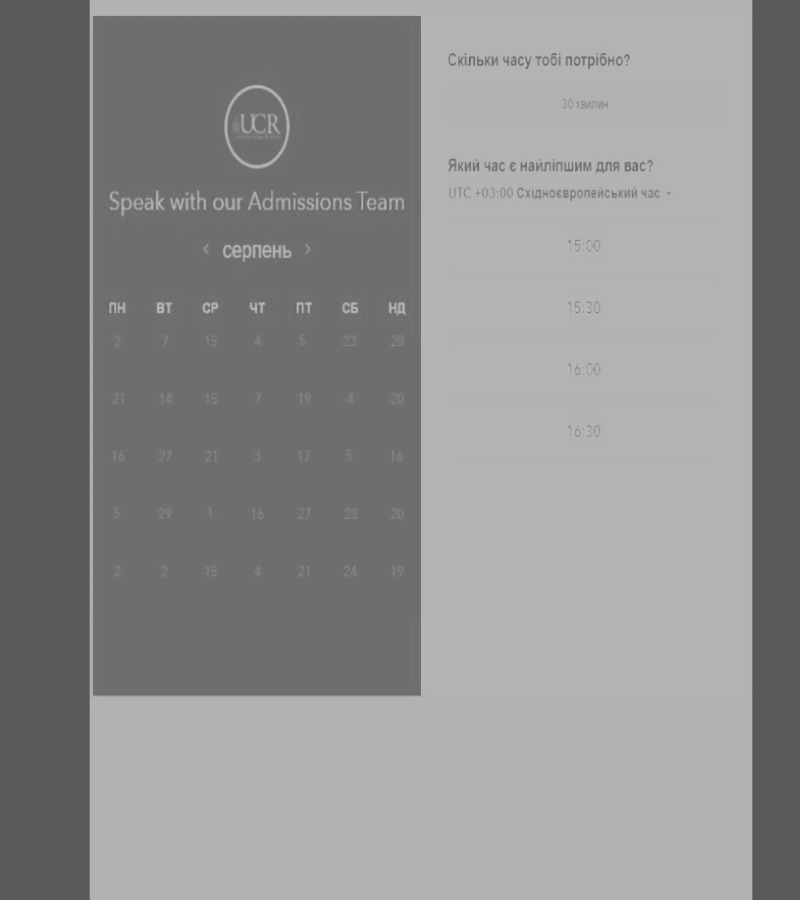 UCR
Speak with our Admissions Team
‹ серпень ›
ПН ВТ СР ЧТ ПТ СБ НД
2 7 15 4 5 23 28
21 14 15 7 19 4 20
16 27 21 3 17 5 16
5 29 1 16 27 28 20
2 2 15 4 21 24 19
Скільки часу тобі потрібно?
30 хвилин
Який час є найліпшим для вас?
UTC +03:00 Східноєвропейський час
15:00
15:30
16:00
16:30